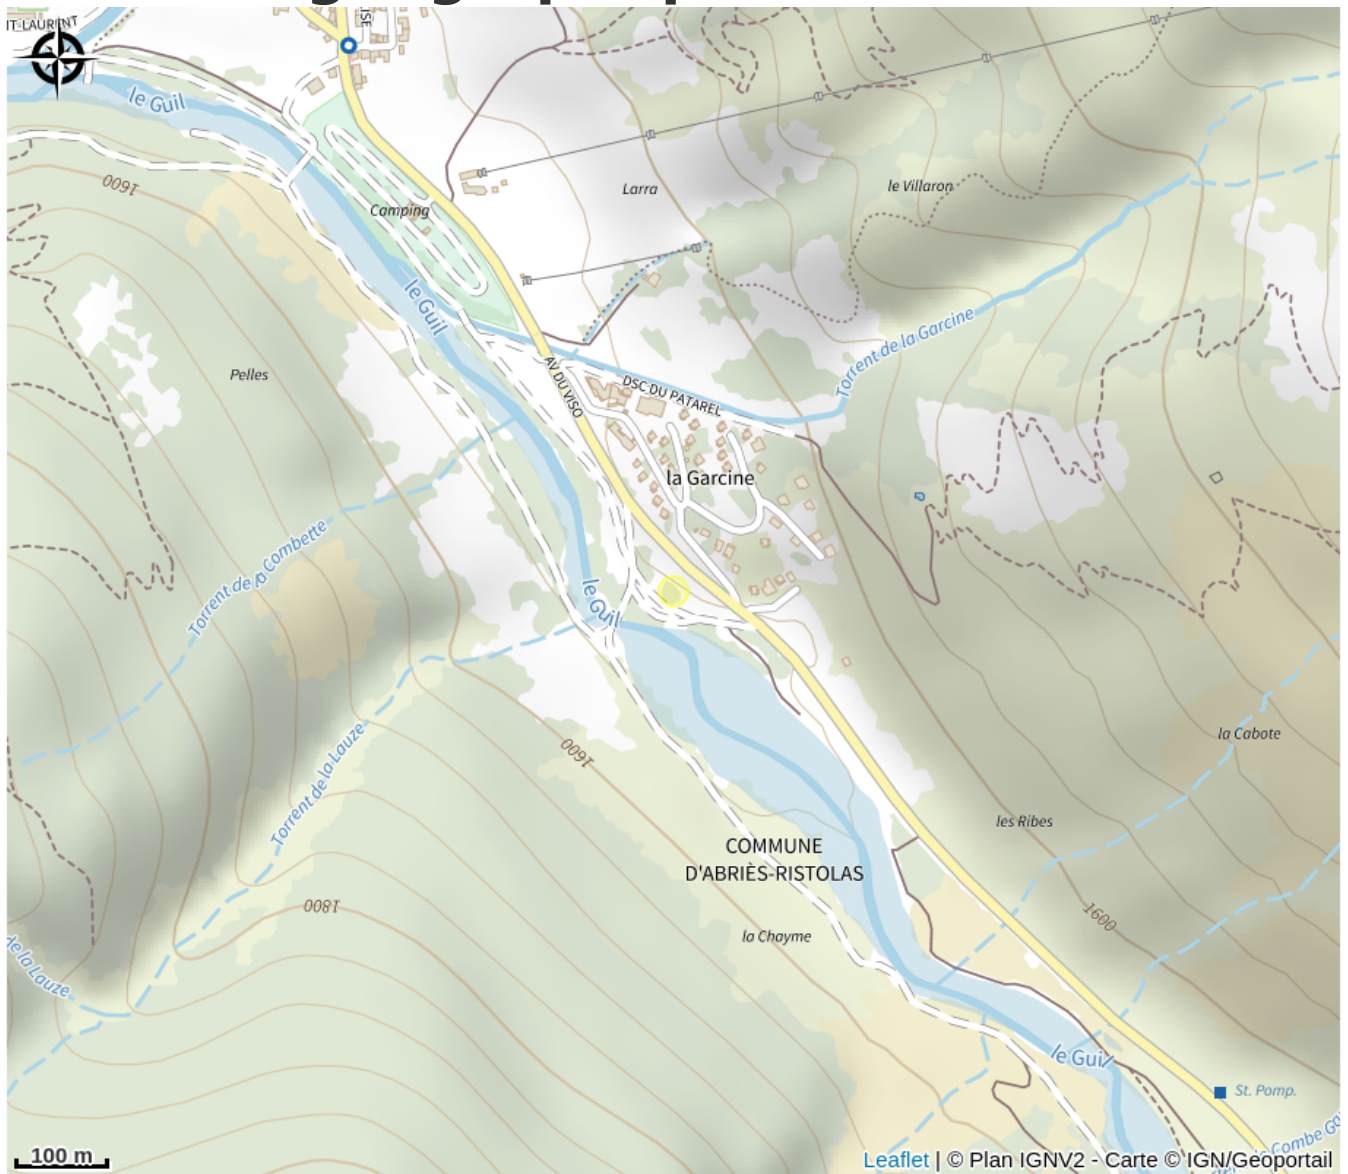 IT-LAURENT
ISE
le Guil
1600
Camping
Larra
le Villaron
le Guil
Torrent de la Garcine
Pelles
AV DU VISO
DSC DU PATAREL
la Garcine
Torrent de la Combette
le Guil
1600
Torrent de la Lauze
la Cabote
les Ribes
COMMUNE
D'ABRIÈS-RISTOLAS
1800
1600
la Chayme
de la Lauze
le Guil
St. Pomp.
Combe Ga
100 m
Leaflet | © Plan IGNV2 - Carte © IGN/Geoportail